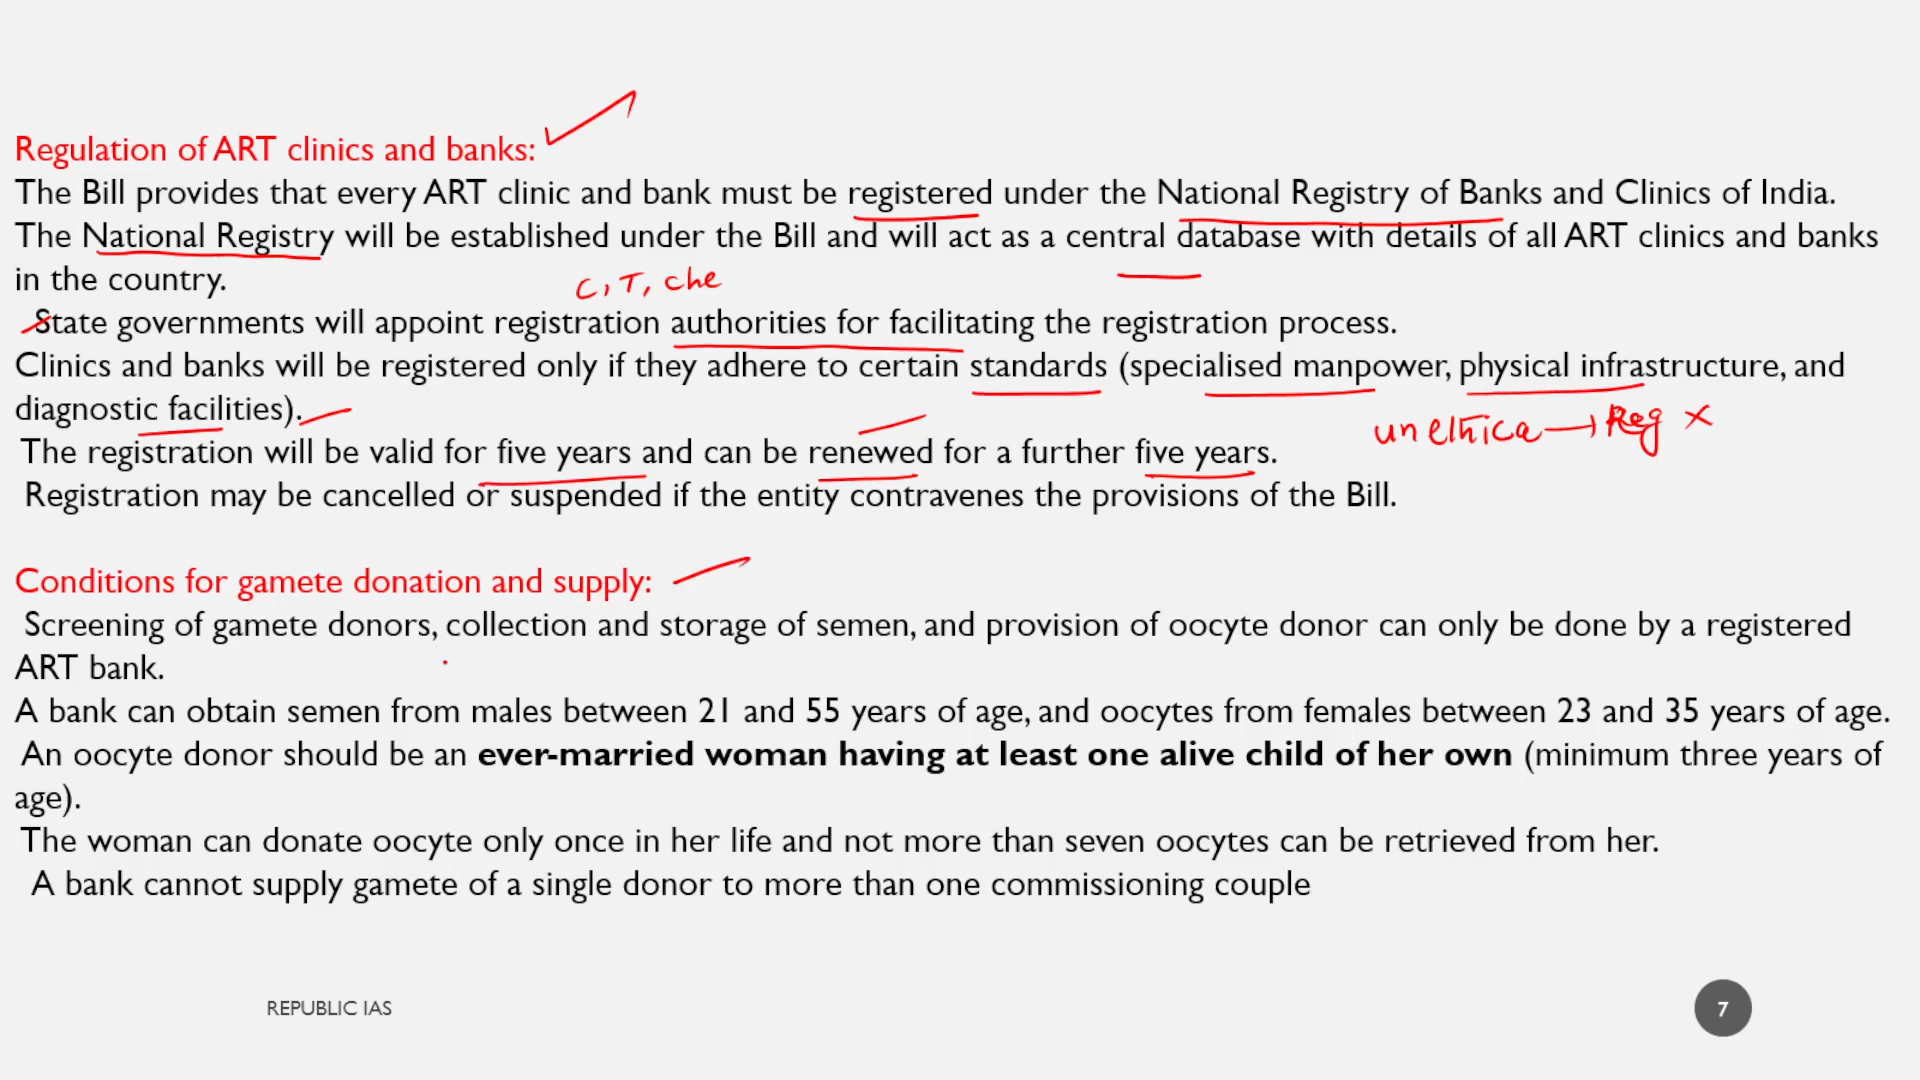 Regulation of ART clinics and banks:
The Bill provides that every ART clinic and bank must be registered under the National Registry of Banks and Clinics of India.
The National Registry will be established under the Bill and will act as a central database with details of all ART clinics and banks
in the country.
C, T, che
State governments will appoint registration authorities for facilitating the registration process.
Clinics and banks will be registered only if they adhere to certain standards (specialised manpower, physical infrastructure, and
diagnostic facilities).
unethica → Reg ×
The registration will be valid for five years and can be renewed for a further five years.
Registration may be cancelled or suspended if the entity contravenes the provisions of the Bill.
Conditions for gamete donation and supply:
Screening of gamete donors, collection and storage of semen, and provision of oocyte donor can only be done by a registered
ART bank.
A bank can obtain semen from males between 21 and 55 years of age, and oocytes from females between 23 and 35 years of age.
An oocyte donor should be an ever-married woman having at least one alive child of her own (minimum three years of
age).
The woman can donate oocyte only once in her life and not more than seven oocytes can be retrieved from her.
A bank cannot supply gamete of a single donor to more than one commissioning couple
REPUBLIC IAS
7